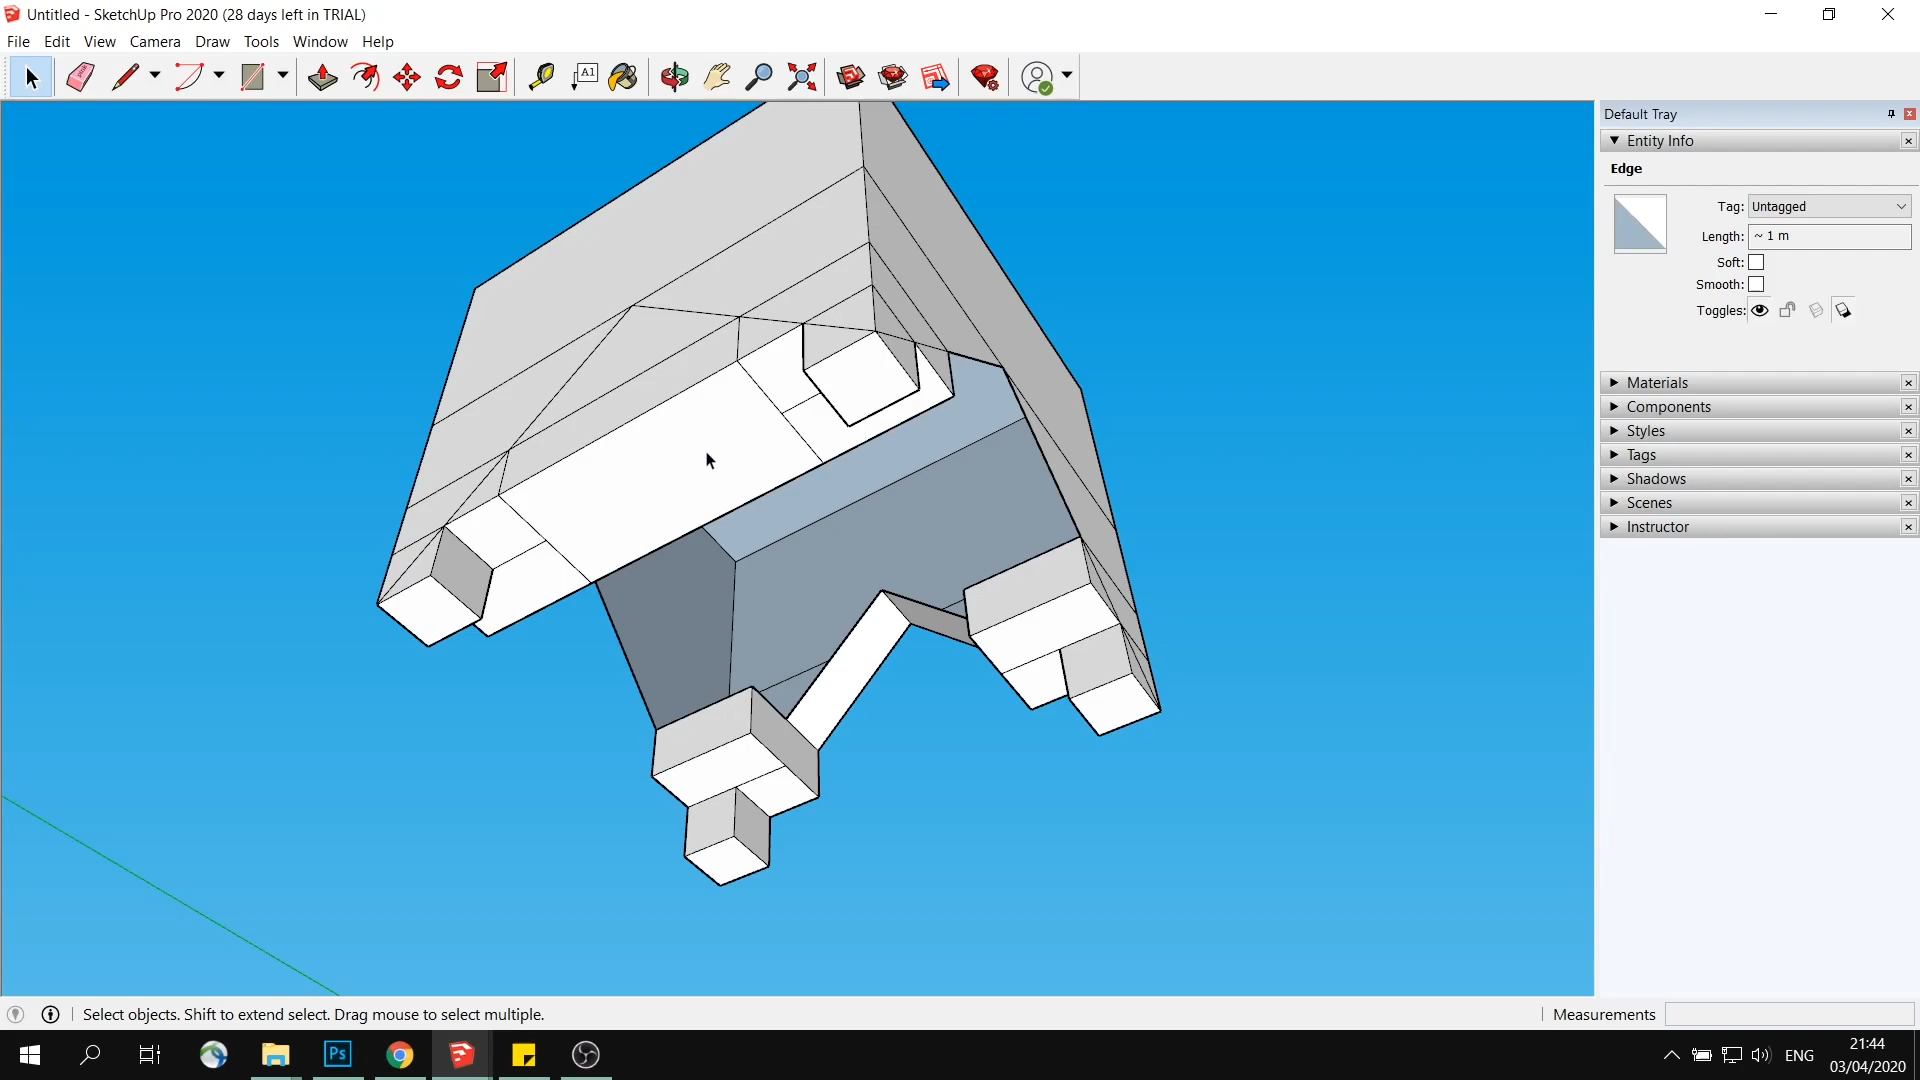 Untitled - SketchUp Pro 2020 (28 days left in TRIAL)
File Edit View Camera Draw Tools Window Help
A1
Default Tray
Entity Info
Edge
Tag: Untagged
Length: ~ 1 m
Soft:
Smooth:
Toggles:
Materials
Components
Styles
Tags
Shadows
Scenes
Instructor
Select objects. Shift to extend select. Drag mouse to select multiple.
Measurements
Ps
ENG
21:44
03/04/2020